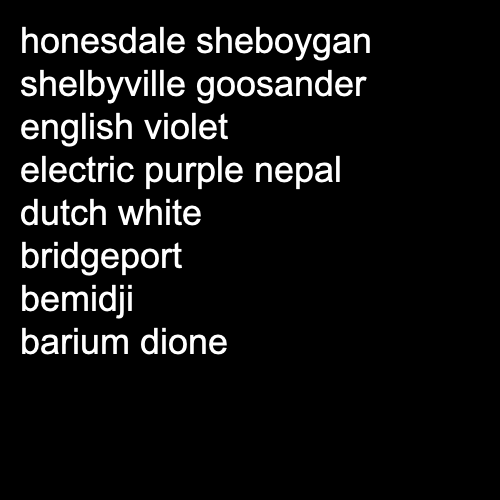 honesdale sheboygan
shelbyville goosander
english violet
electric purple nepal
dutch white
bridgeport
bemidji
barium dione